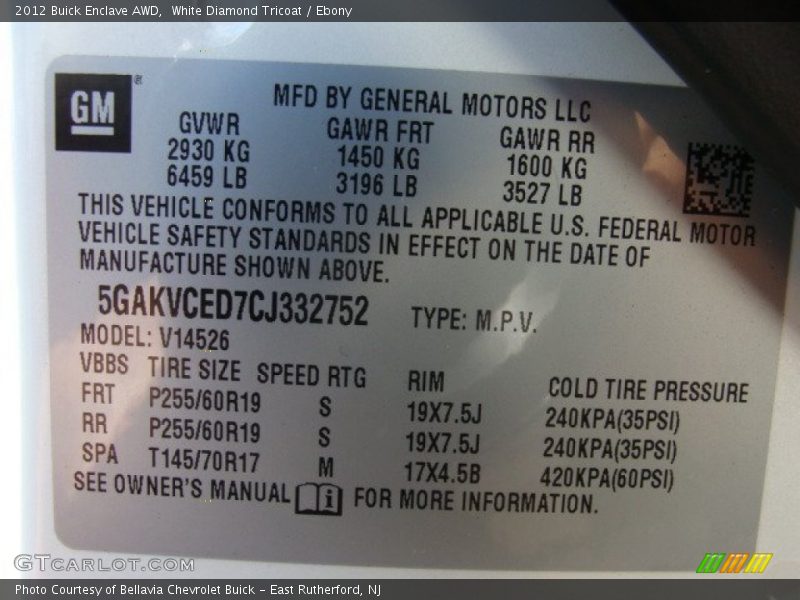 2012 Buick Enclave AWD,  White Diamond Tricoat / Ebony
GM ®
MFD BY GENERAL MOTORS LLC
GVWR GAWR FRT GAWR RR
2930 KG 1450 KG 1600 KG
6459 LB 3196 LB 3527 LB
THIS VEHICLE CONFORMS TO ALL APPLICABLE U.S. FEDERAL MOTOR
VEHICLE SAFETY STANDARDS IN EFFECT ON THE DATE OF
MANUFACTURE SHOWN ABOVE.
5GAKVCED7CJ332752 TYPE: M.P.V.
MODEL: V14526
VBBS TIRE SIZE SPEED RTG RIM COLD TIRE PRESSURE
FRT P255/60R19 S 19X7.5J 240KPA(35PSI)
RR P255/60R19 S 19X7.5J 240KPA(35PSI)
SPA T145/70R17 M 17X4.5B 420KPA(60PSI)
SEE OWNER'S MANUAL i FOR MORE INFORMATION.
GTCARLOT.COM
Photo Courtesy of Bellavia Chevrolet Buick – East Rutherford, NJ